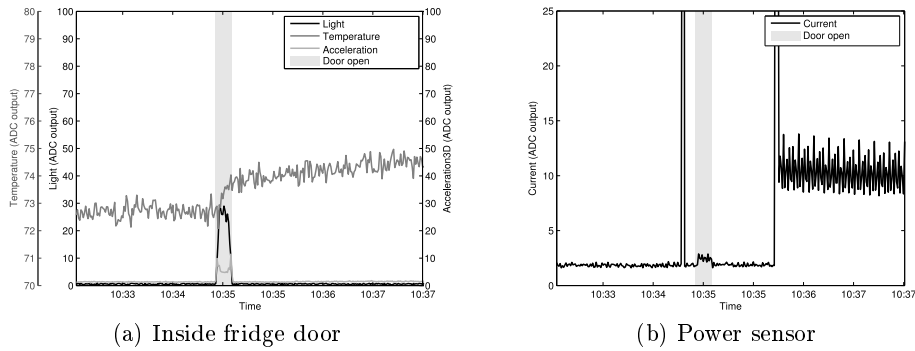 Temperature (ADC output)
80
79
78
77
76
75
74
73
72
71
70
Light (ADC output)
100
90
80
70
60
50
40
30
20
10
0
Light
Temperature
Acceleration
Door open
100
90
80
70
60
50
40
30
20
10
0
Acceleration3D (ADC output)
10:33 10:34 10:35 10:35 10:36 10:37 10:37
Time
(a) Inside fridge door
Current (ADC output)
25
20
15
10
5
0
Current
Door open
10:33 10:34 10:35 10:35 10:36 10:37 10:37
Time
(b) Power sensor